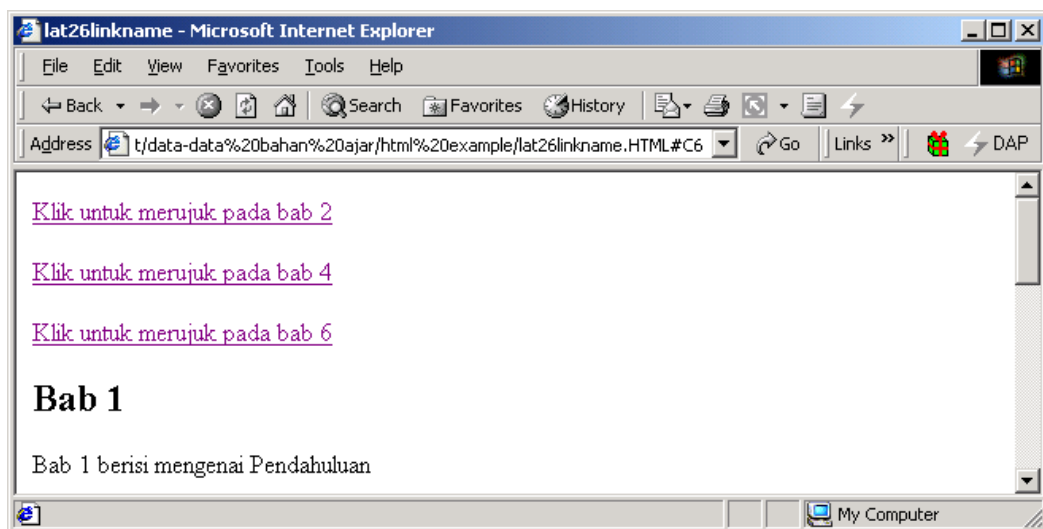 lat26linkname - Microsoft Internet Explorer
File Edit View Favorites Tools Help
Back Search Favorites History
Address t/data-data%20bahan%20ajar/html%20example/lat26linkname.HTML#C6 Go Links » DAP
Klik untuk merujuk pada bab 2
Klik untuk merujuk pada bab 4
Klik untuk merujuk pada bab 6
Bab 1
Bab 1 berisi mengenai Pendahuluan
My Computer